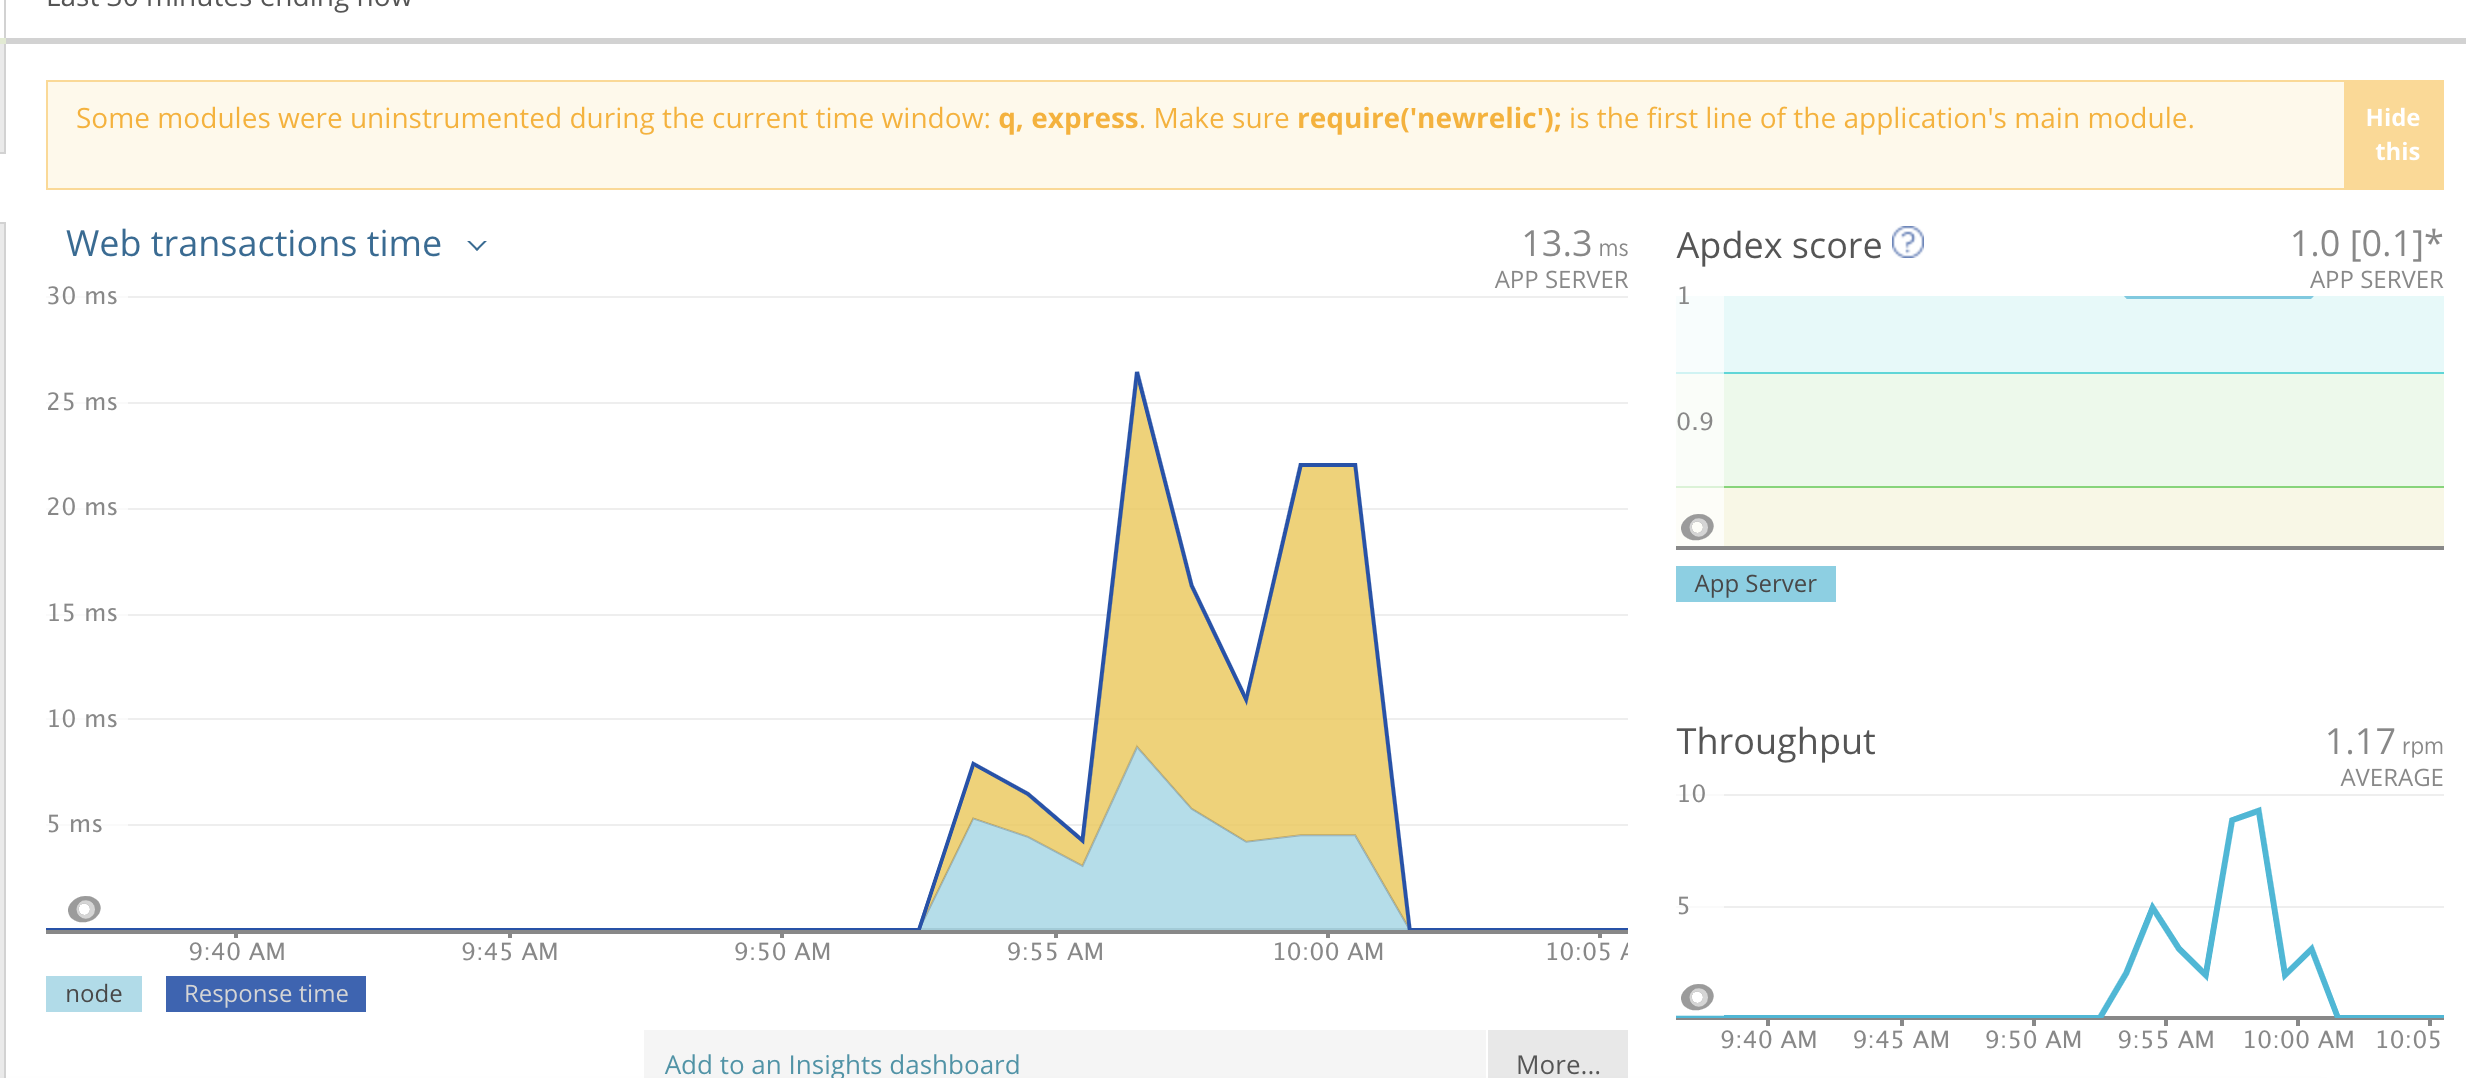 Last 30 minutes ending now
Some modules were uninstrumented during the current time window: q, express. Make sure require('newrelic'); is the first line of the application's main module.
Hide
this
Web transactions time
13.3 ms
APP SERVER
30 ms
25 ms
20 ms
15 ms
10 ms
5 ms
9:40 AM 9:45 AM 9:50 AM 9:55 AM 10:00 AM 10:05 A
node Response time
Add to an Insights dashboard More...
Apdex score ?
1.0 [0.1]*
APP SERVER
1
0.9
App Server
Throughput
1.17 rpm
AVERAGE
10
5
9:40 AM 9:45 AM 9:50 AM 9:55 AM 10:00 AM 10:05